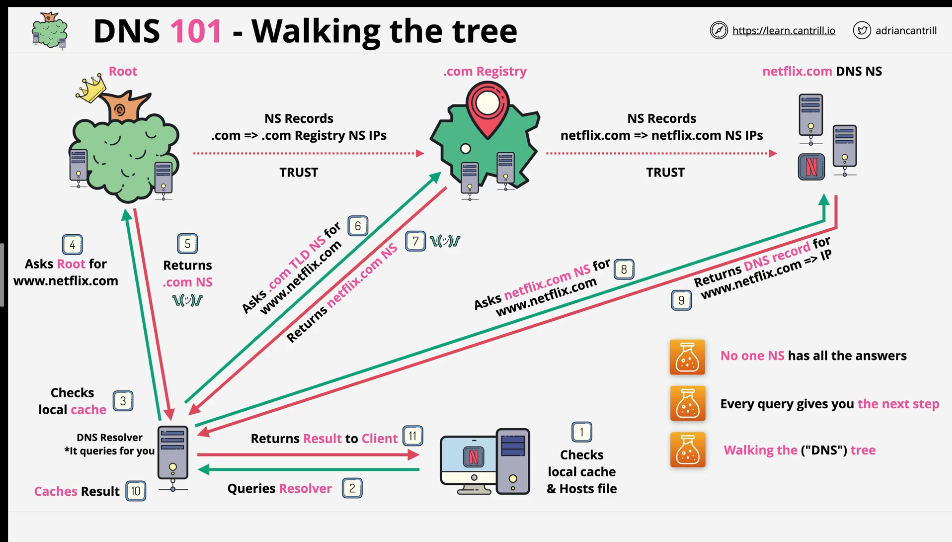 DNS 101 - Walking the tree
https://learn.cantrill.io
adriancantrill
Root
.com Registry
netflix.com DNS NS
NS Records
.com => .com Registry NS IPs
TRUST
NS Records
netflix.com => netflix.com NS IPs
TRUST
N
4
Asks Root for
www.netflix.com
5
Returns
.com NS
\(ツ)/
6
Asks .com TLD NS for
www.netflix.com
7
\(ツ)/
Returns netflix.com NS
8
Asks netflix.com NS for
www.netflix.com
9
Returns DNS record for
www.netflix.com => IP
No one NS has all the answers
Every query gives you the next step
Walking the ("DNS") tree
Checks
local cache
3
DNS Resolver
*It queries for you
Caches Result
10
Returns Result to Client
11
Queries Resolver
2
N
1
Checks
local cache
& Hosts file